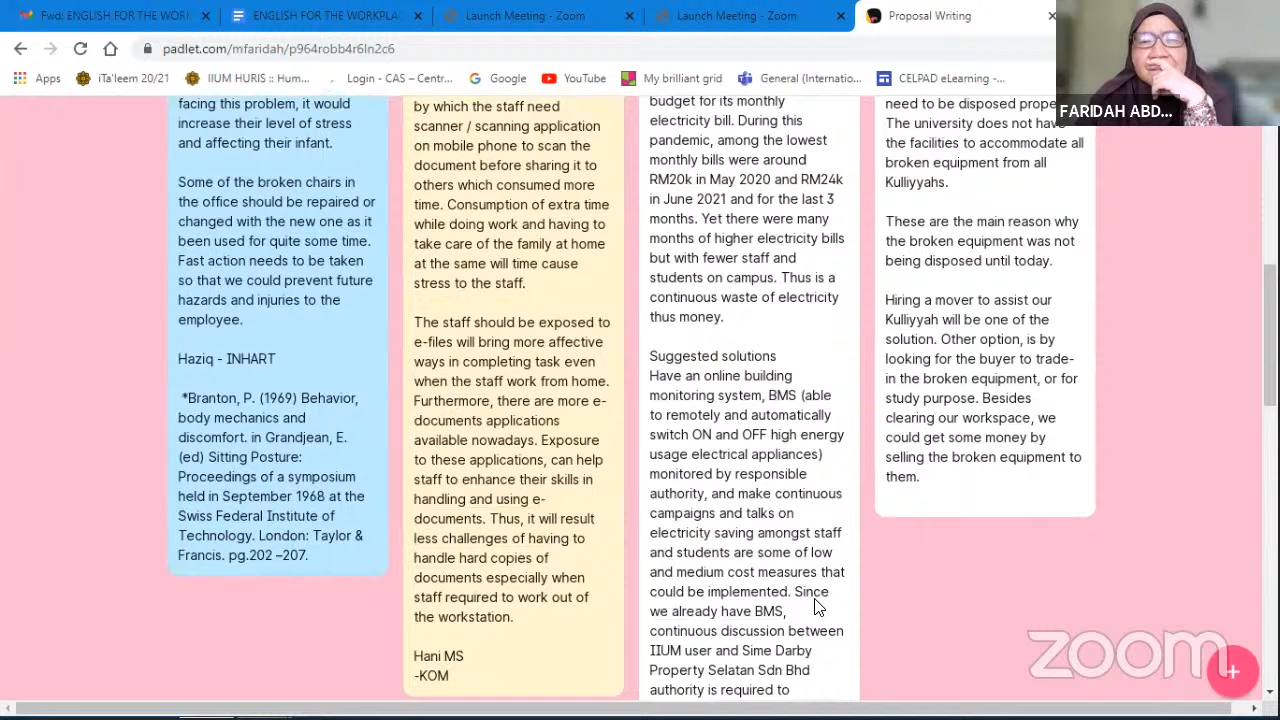 Fwd: ENGLISH FOR THE WORK
ENGLISH FOR THE WORKPLAC
Launch Meeting - Zoom
Launch Meeting - Zoom
Proposal Writing
padlet.com/mfaridah/p964robb4r6ln2c6
Apps
iTa'leem 20/21
IIUM HURIS :: Hum...
Login - CAS – Centr...
Google
YouTube
My brilliant grid
General (Internatio...
CELPAD eLearning -...
FARIDAH ABD...
facing this problem, it would
increase their level of stress
and affecting their infant.
Some of the broken chairs in
the office should be repaired or
changed with the new one as it
been used for quite some time.
Fast action needs to be taken
so that we could prevent future
hazards and injuries to the
employee.
Haziq - INHART
*Branton, P. (1969) Behavior,
body mechanics and
discomfort. in Grandjean, E.
(ed) Sitting Posture:
Proceedings of a symposium
held in September 1968 at the
Swiss Federal Institute of
Technology. London: Taylor &
Francis. pg.202 –207.
by which the staff need
scanner / scanning application
on mobile phone to scan the
document before sharing it to
others which consumed more
time. Consumption of extra time
while doing work and having to
take care of the family at home
at the same will time cause
stress to the staff.
The staff should be exposed to
e-files will bring more affective
ways in completing task even
when the staff work from home.
Furthermore, there are more e-
documents applications
available nowadays. Exposure
to these applications, can help
staff to enhance their skills in
handling and using e-
documents. Thus, it will result
less challenges of having to
handle hard copies of
documents especially when
staff required to work out of
the workstation.
Hani MS
-KOM
budget for its monthly
electricity bill. During this
pandemic, among the lowest
monthly bills were around
RM20k in May 2020 and RM24k
in June 2021 and for the last 3
months. Yet there were many
months of higher electricity bills
but with fewer staff and
students on campus. Thus is a
continuous waste of electricity
thus money.
Suggested solutions
Have an online building
monitoring system, BMS (able
to remotely and automatically
switch ON and OFF high energy
usage electrical appliances)
monitored by responsible
authority, and make continuous
campaigns and talks on
electricity saving amongst staff
and students are some of low
and medium cost measures that
could be implemented. Since
we already have BMS,
continuous discussion between
IIUM user and Sime Darby
Property Selatan Sdn Bhd
authority is required to
need to be disposed prope
The university does not have
the facilities to accommodate all
broken equipment from all
Kulliyyahs.
These are the main reason why
the broken equipment was not
being disposed until today.
Hiring a mover to assist our
Kulliyyah will be one of the
solution. Other option, is by
looking for the buyer to trade-
in the broken equipment, or for
study purpose. Besides
clearing our workspace, we
could get some money by
selling the broken equipment to
them.
zoom